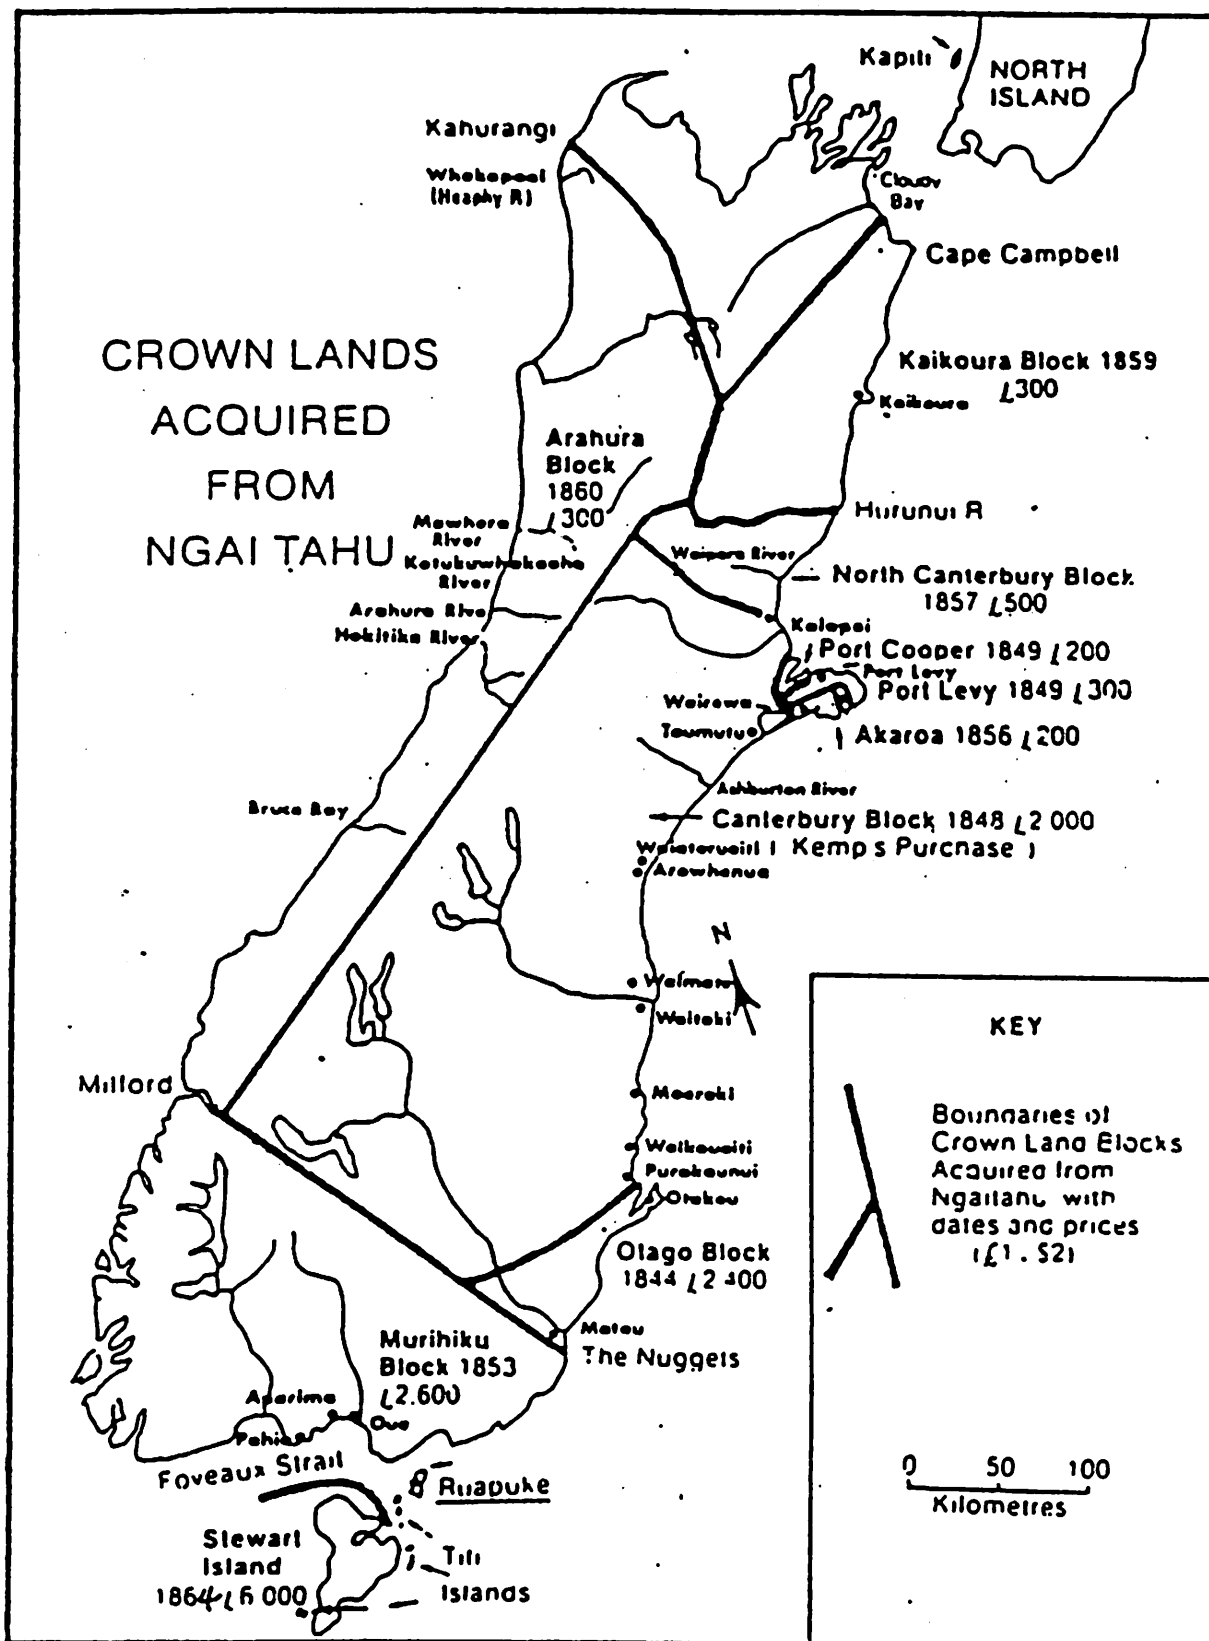 Kapiti
NORTH
ISLAND
Kahurangi
Whakapoai
(Heaphy R)
Cloudy
Bay
Cape Campbell
CROWN LANDS
ACQUIRED
FROM
NGAI TAHU
Kaikoura Block 1859
£300
Kaikoura
Arahura
Block
1860
£300
Hurunui R
Mawhera
River
Waipara River
River
North Canterbury Block
1857 £500
Arahura River
Hokitika River
Kaiapoi
Port Cooper 1849 £200
Port Levy
Port Levy 1849 £300
Wairewa
Taumutu
Akaroa 1856 £200
Ashburton River
Bruce Bay
Canterbury Block 1848 £2 000
( Kemp s Purchase )
Arowhenua
N
Waimate
Waitaki
KEY
Milford
Moeraki
Boundaries of
Crown Land Blocks
Acquired from
Ngaitahu with
dates and prices
(£1 . $2)
Waikouaiti
Purakaunui
Otakou
Otago Block
1844 £2 400
Matau
The Nuggets
Murihiku
Block 1853
£2.600
Aparima
Oue
Pahia
Foveaux Strait
Ruapuke
0 50 100
Kilometres
Stewart
Island
1864 £6 000
Titi
Islands